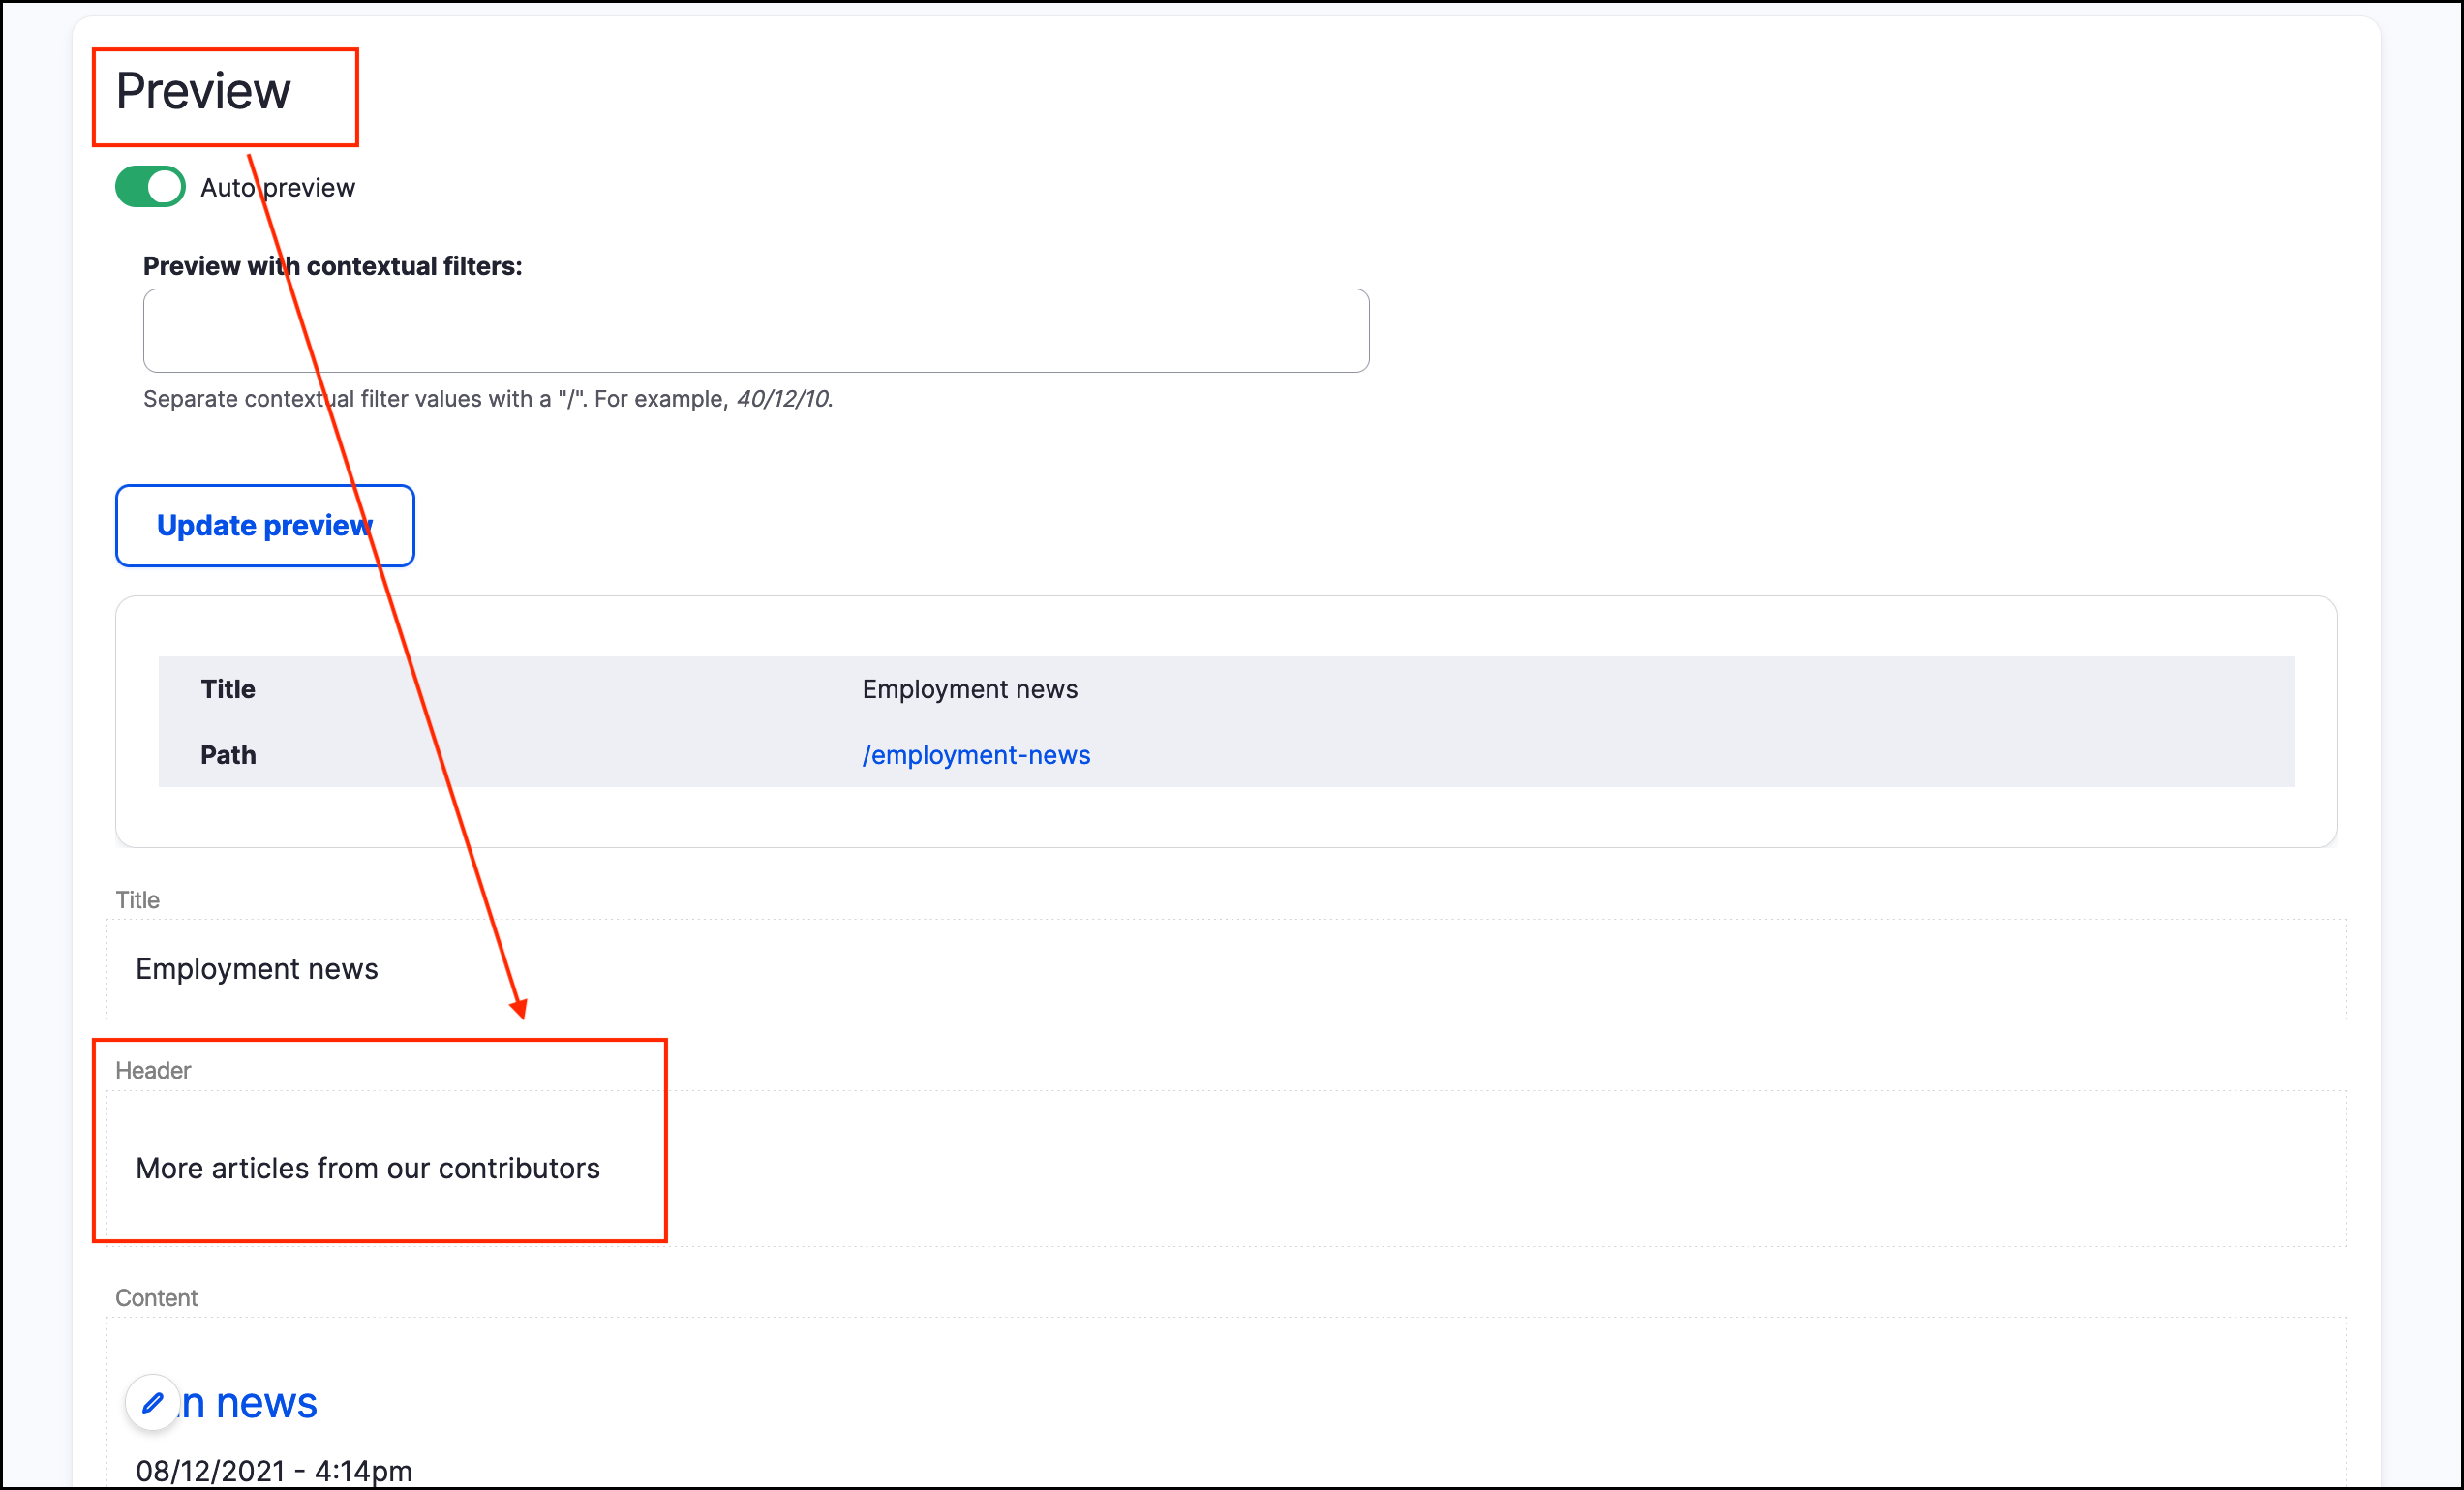 Preview
Auto preview
Preview with contextual filters:
Separate contextual filter values with a "/". For example, 40/12/10.
Update preview
Title Employment news
Path /employment-news
Title
Employment news
Header
More articles from our contributors
Content
news
08/12/2021 - 4:14pm